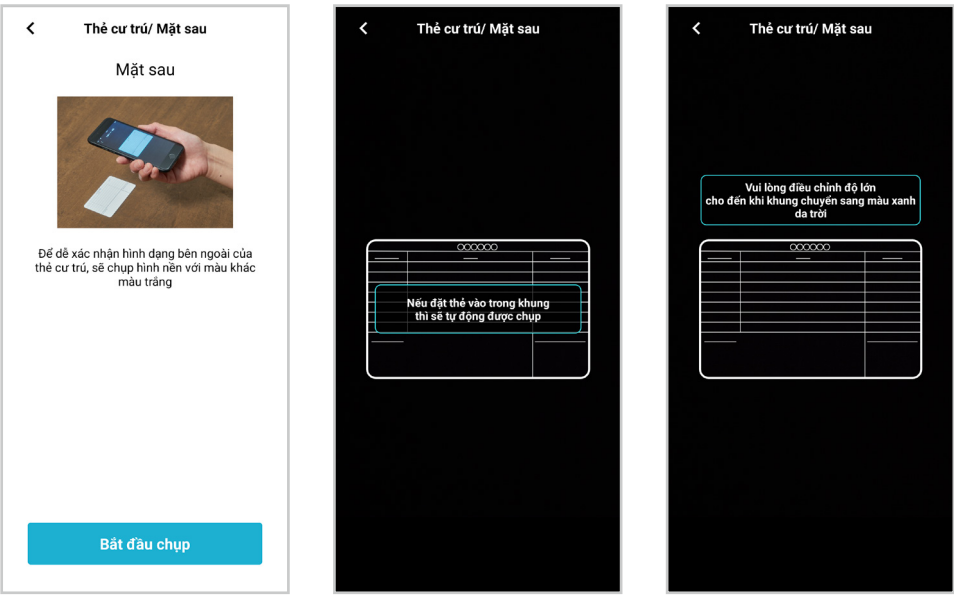 Thẻ cư trú/ Mặt sau
Mặt sau
Để dễ xác nhận hình dạng bên ngoài của
thẻ cư trú, sẽ chụp hình nền với màu khác
màu trắng
Bắt đầu chụp
Thẻ cư trú/ Mặt sau
Nếu đặt thẻ vào trong khung
thì sẽ tự động được chụp
Thẻ cư trú/ Mặt sau
Vui lòng điều chỉnh độ lớn
cho đến khi khung chuyển sang màu xanh
da trời